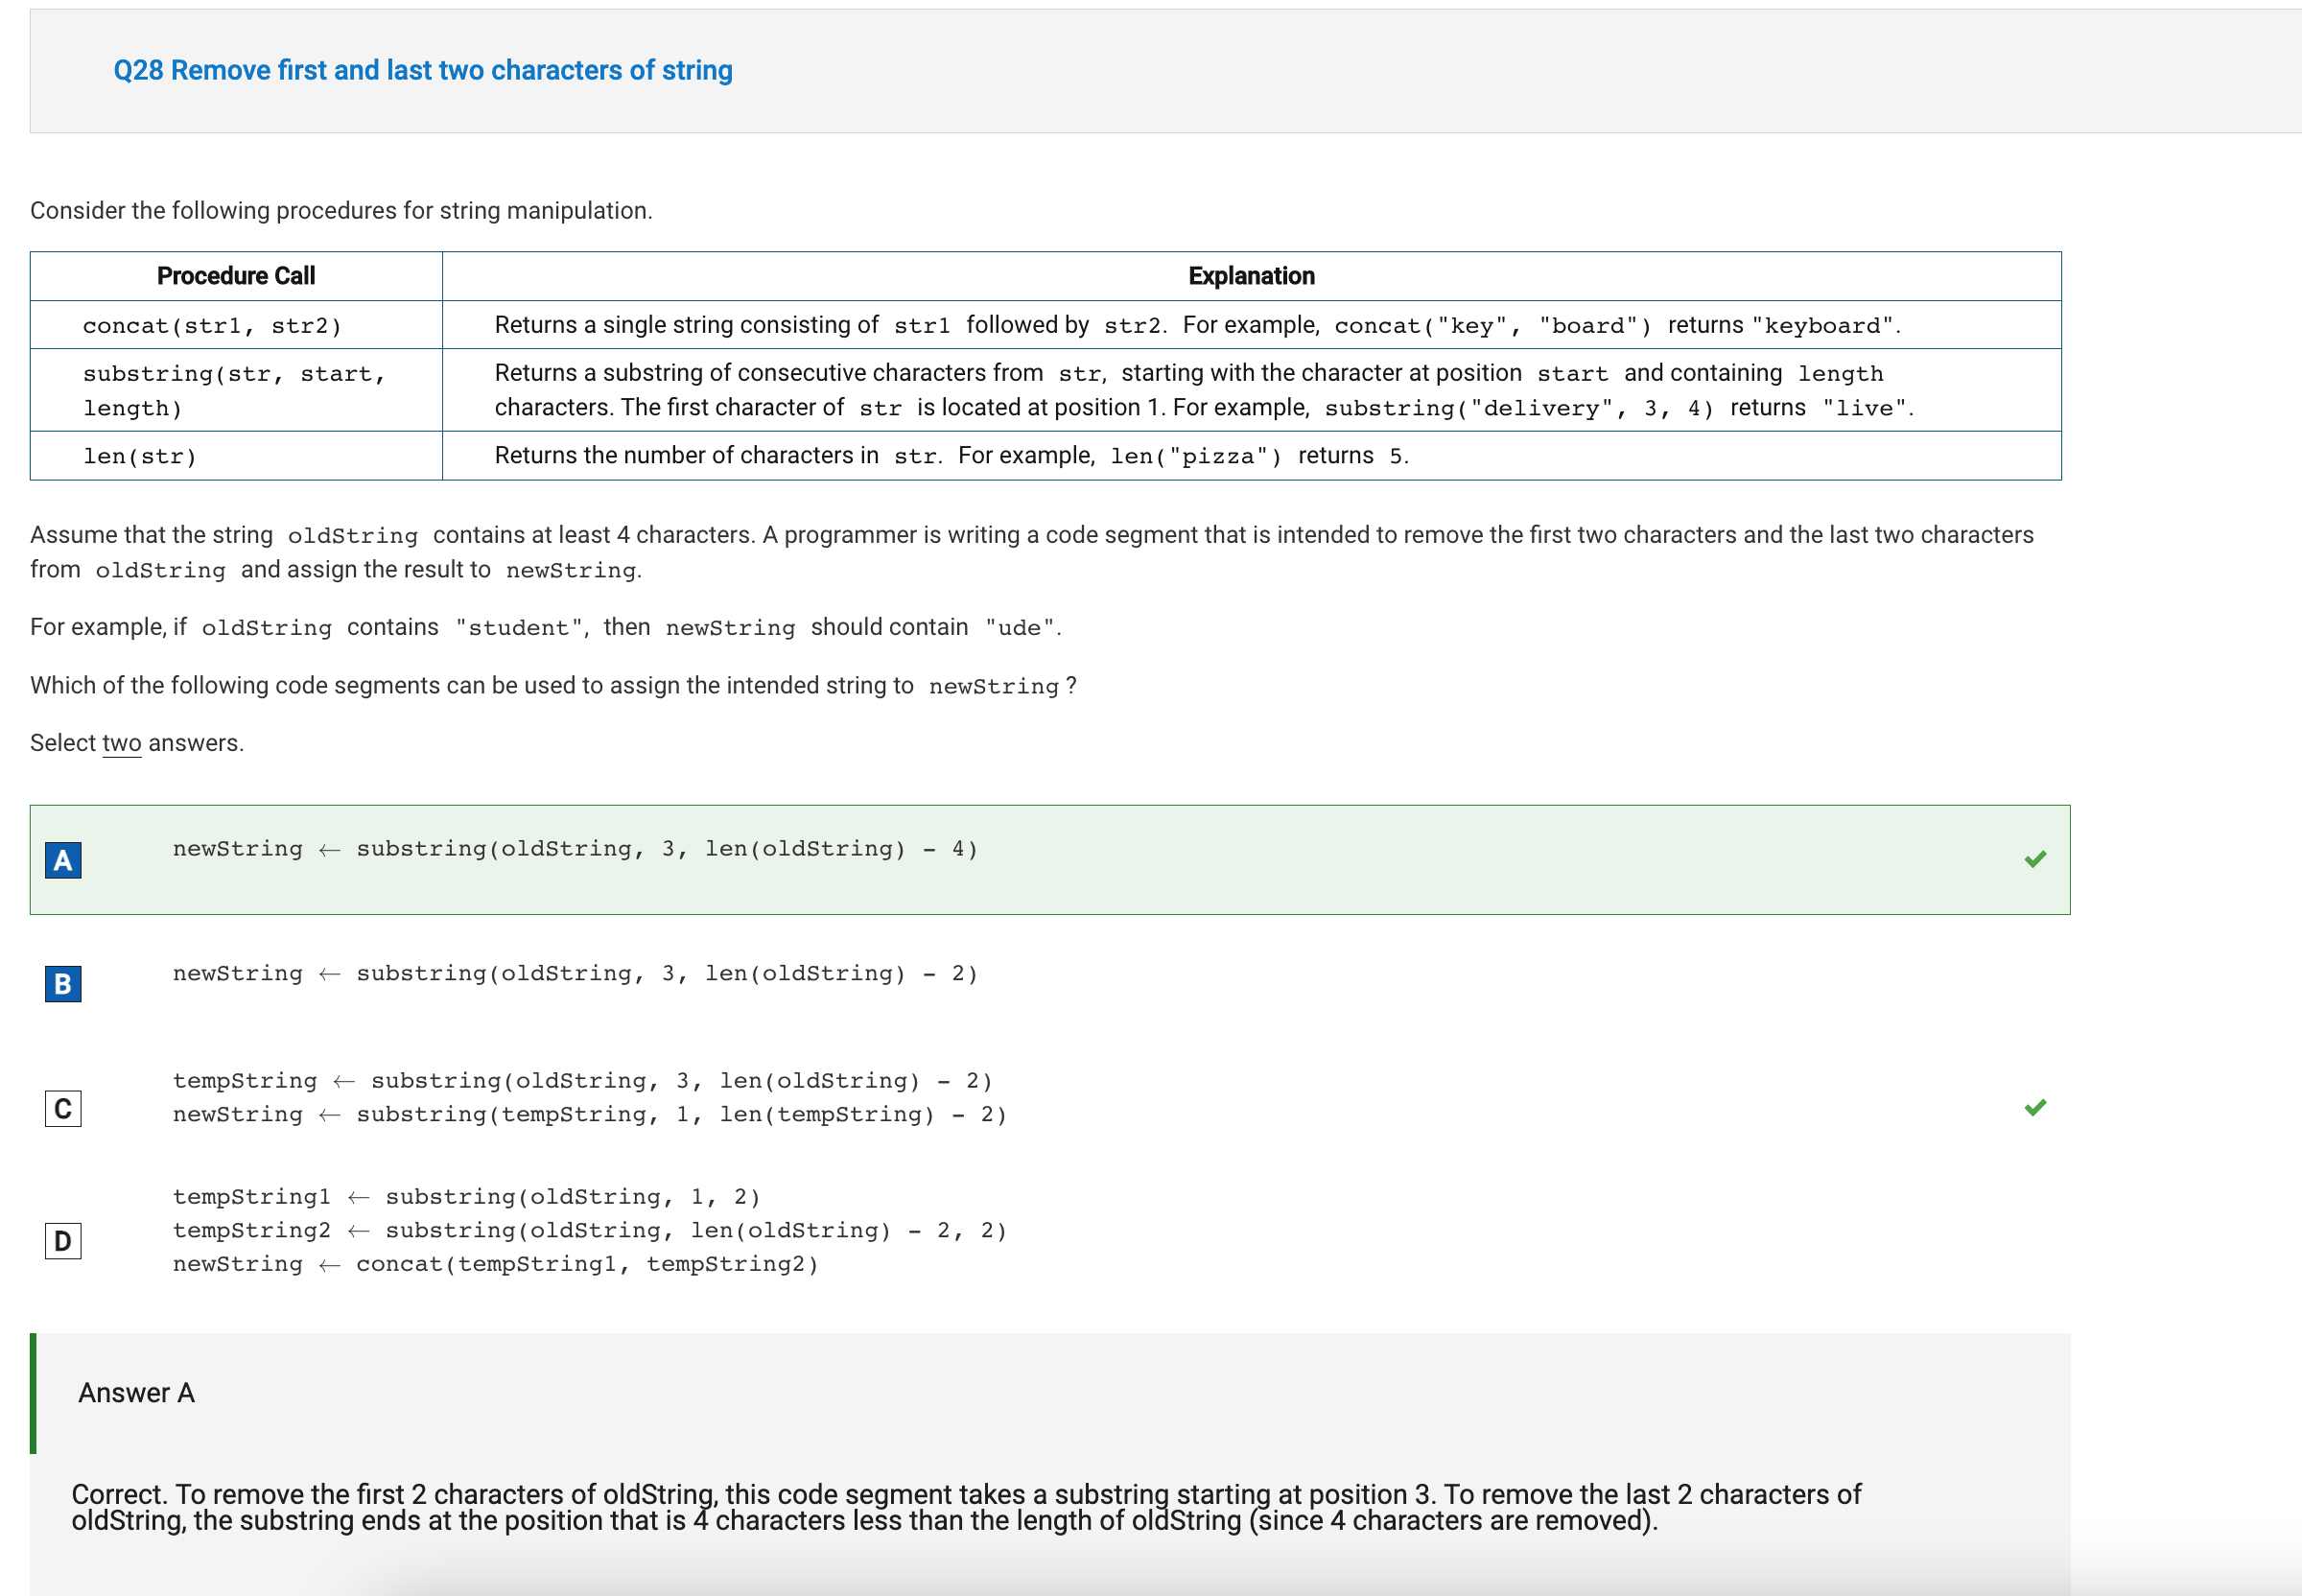 Q28 Remove first and last two characters of string
Consider the following procedures for string manipulation.
Procedure Call Explanation
concat(str1, str2) Returns a single string consisting of str1 followed by str2. For example, concat("key", "board") returns "keyboard".
substring(str, start, Returns a substring of consecutive characters from str, starting with the character at position start and containing length
length) characters. The first character of str is located at position 1. For example, substring("delivery", 3, 4) returns "live".
len(str) Returns the number of characters in str. For example, len("pizza") returns 5.
Assume that the string oldString contains at least 4 characters. A programmer is writing a code segment that is intended to remove the first two characters and the last two characters
from oldString and assign the result to newString.
For example, if oldString contains "student", then newString should contain "ude".
Which of the following code segments can be used to assign the intended string to newString ?
Select two answers.
A newString ← substring(oldString, 3, len(oldString) - 4)
B newString ← substring(oldString, 3, len(oldString) - 2)
C tempString ← substring(oldString, 3, len(oldString) - 2)
newString ← substring(tempString, 1, len(tempString) - 2)
D tempString1 ← substring(oldString, 1, 2)
tempString2 ← substring(oldString, len(oldString) - 2, 2)
newString ← concat(tempString1, tempString2)
Answer A
Correct. To remove the first 2 characters of oldString, this code segment takes a substring starting at position 3. To remove the last 2 characters of
oldString, the substring ends at the position that is 4 characters less than the length of oldString (since 4 characters are removed).